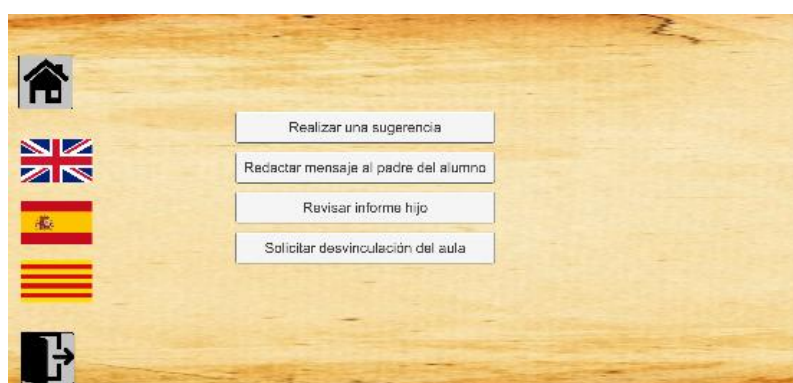 Realizar una sugerencia
Redactar mensaje al padre del alumno
Revisar informe hijo
Solicitar desvinculación del aula